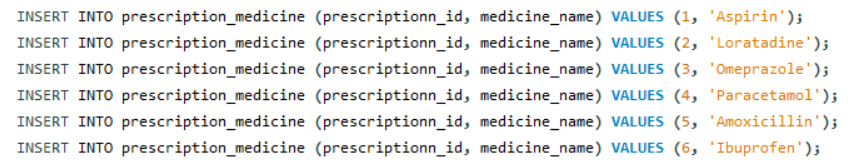 INSERT INTO prescription_medicine (prescriptionn_id, medicine_name) VALUES (1, 'Aspirin');
INSERT INTO prescription_medicine (prescriptionn_id, medicine_name) VALUES (2, 'Loratadine');
INSERT INTO prescription_medicine (prescriptionn_id, medicine_name) VALUES (3, 'Omeprazole');
INSERT INTO prescription_medicine (prescriptionn_id, medicine_name) VALUES (4, 'Paracetamol');
INSERT INTO prescription_medicine (prescriptionn_id, medicine_name) VALUES (5, 'Amoxicillin');
INSERT INTO prescription_medicine (prescriptionn_id, medicine_name) VALUES (6, 'Ibuprofen');